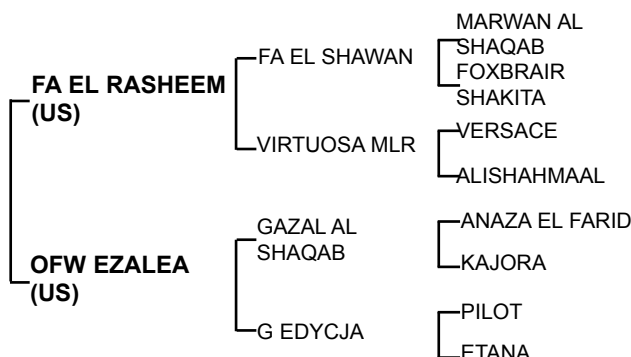 FA EL RASHEEM
(US)
FA EL SHAWAN
MARWAN AL
SHAQAB
FOXBRAIR
SHAKITA
VIRTUOSA MLR
VERSACE
ALISHAHMAAL
OFW EZALEA
(US)
GAZAL AL
SHAQAB
ANAZA EL FARID
KAJORA
G EDYCJA
PILOT
ETANA